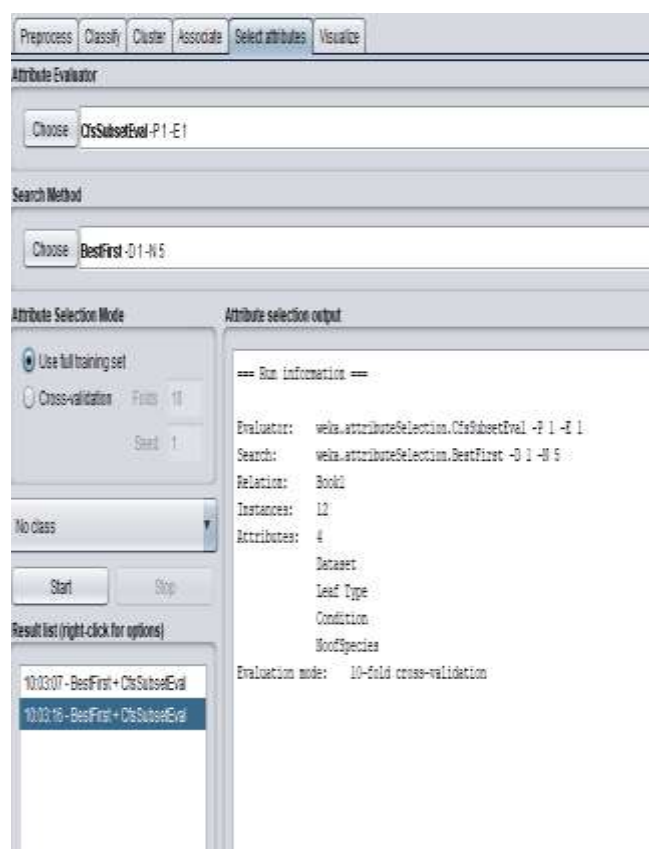 Preprocess Classify Cluster Associate Select attributes Visualize
Attribute Evaluator
Choose CfsSubsetEval -P 1 -E 1
Search Method
Choose BestFirst -D 1 -N 5
Attribute Selection Mode
Use full training set
Cross-validation Folds 10
Seed 1
No class
Start Stop
Result list (right-click for options)
10:03:07 - BestFirst + CfsSubsetEval
10:03:16 - BestFirst + CfsSubsetEval
Attribute selection output
=== Run information ===
Evaluator: weka.attributeSelection.CfsSubsetEval -P 1 -E 1
Search: weka.attributeSelection.BestFirst -D 1 -N 5
Relation:
Instances: 12
Attributes: 4
Dataset
Leaf Type
Condition
NoofSpecies
Evaluation mode: 10-fold cross-validation